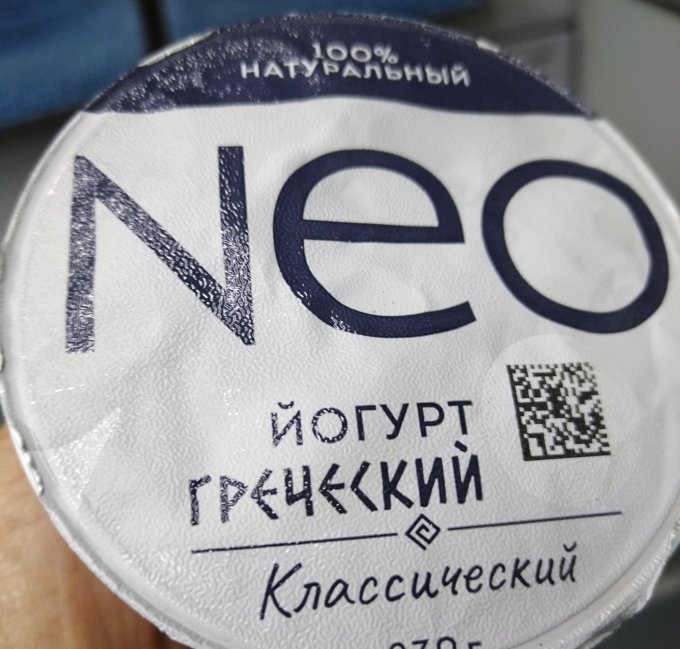 100%
НАТУРАЛЬНЫЙ
Neo
ЙОГУРТ
ГРЕЧЕСКИЙ
Классический